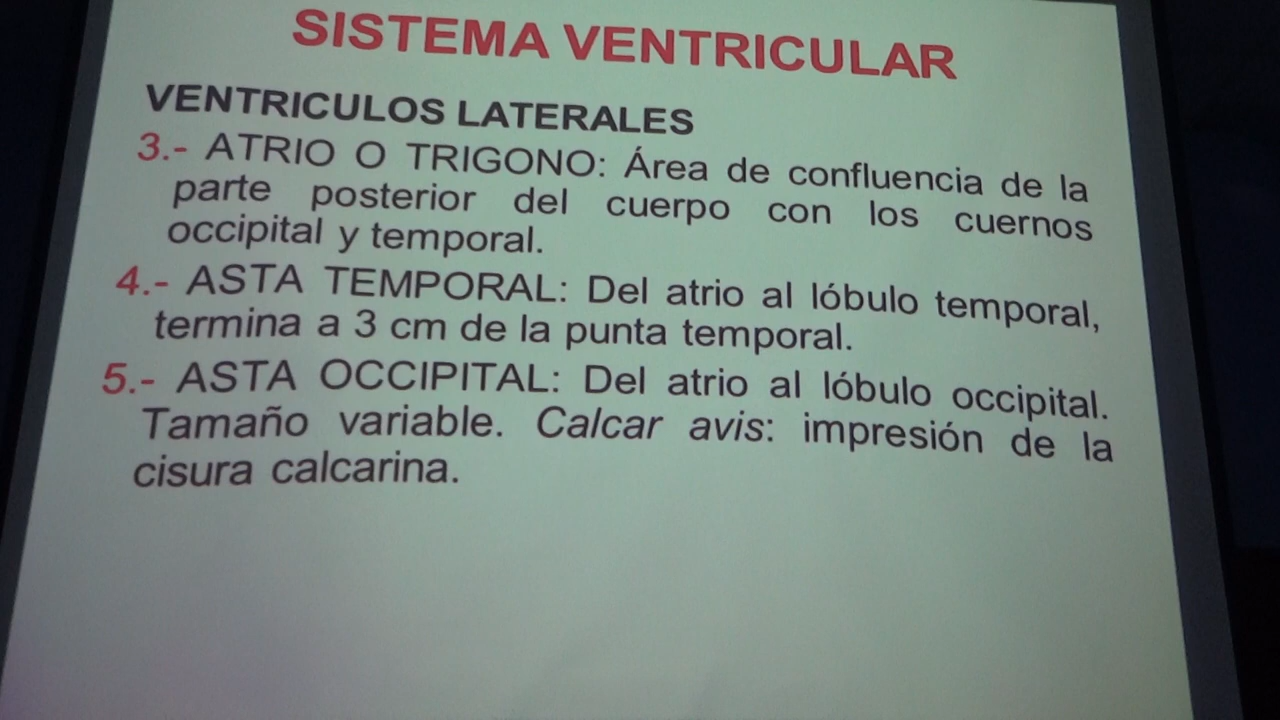 SISTEMA VENTRICULAR
VENTRICULOS LATERALES
3.- ATRIO O TRIGONO: Área de confluencia de la
parte posterior del cuerpo con los cuernos
occipital y temporal.
4.- ASTA TEMPORAL: Del atrio al lóbulo temporal,
termina a 3 cm de la punta temporal.
5.- ASTA OCCIPITAL: Del atrio al lóbulo occipital.
Tamaño variable. Calcar avis: impresión de la
cisura calcarina.